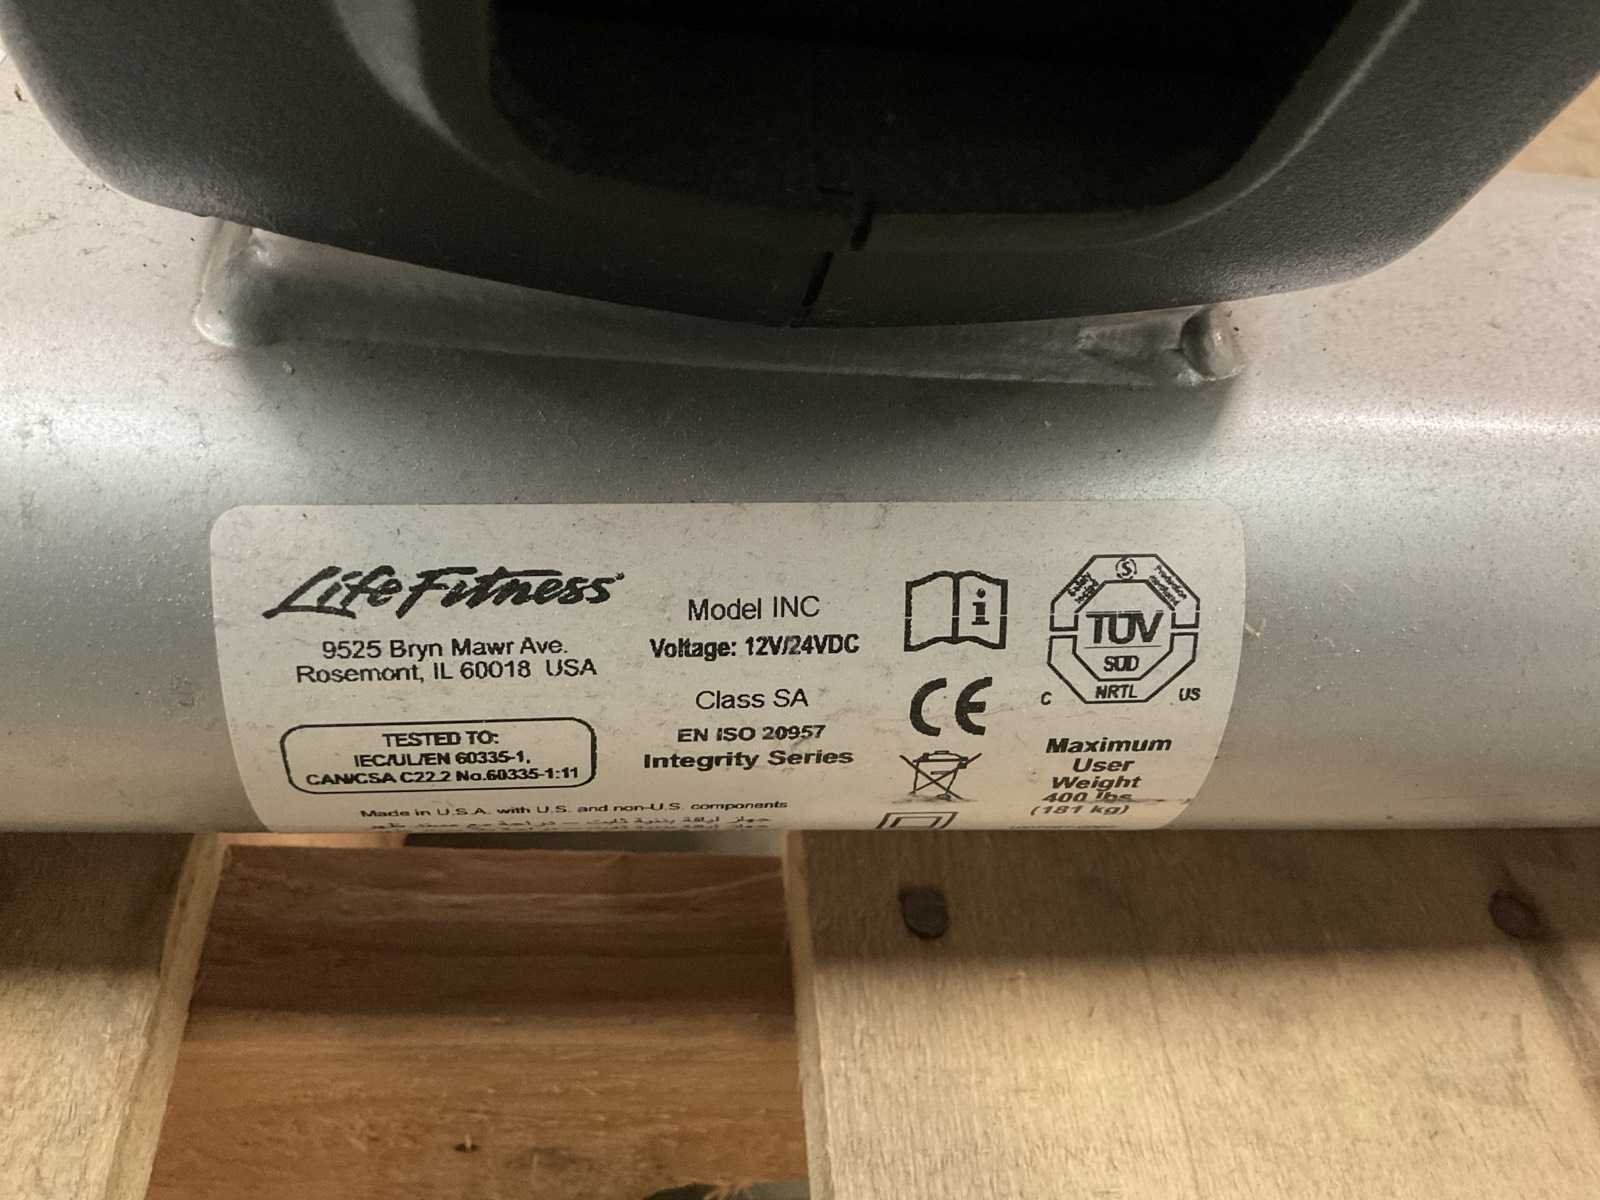 Life Fitness
9525 Bryn Mawr Ave.
Rosemont, IL 60018 USA
TESTED TO:
IEC/UL/EN 60335-1,
CAN/CSA C22.2 No.60335-1:11
Made in U.S.A. with U.S. and non-U.S. components
Model INC
Voltage: 12V/24VDC
Class SA
EN ISO 20957
Integrity Series
i
CE
S
TÜV
SÜD
C NRTL US
Maximum
User
Weight
400 lbs
(181 kg)